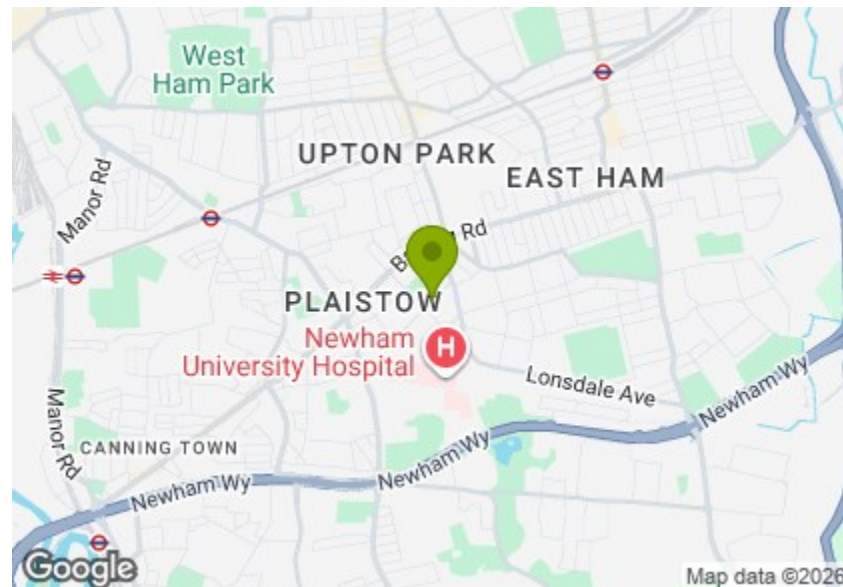 West
Ham Park
UPTON PARK
EAST HAM
Manor Rd
Rd
PLAISTOW
Newham
University Hospital
H
Lonsdale Ave
Newham Wy
Manor Rd
CANNING TOWN
Newham Wy
Newham Wy
Google
Map data ©2026